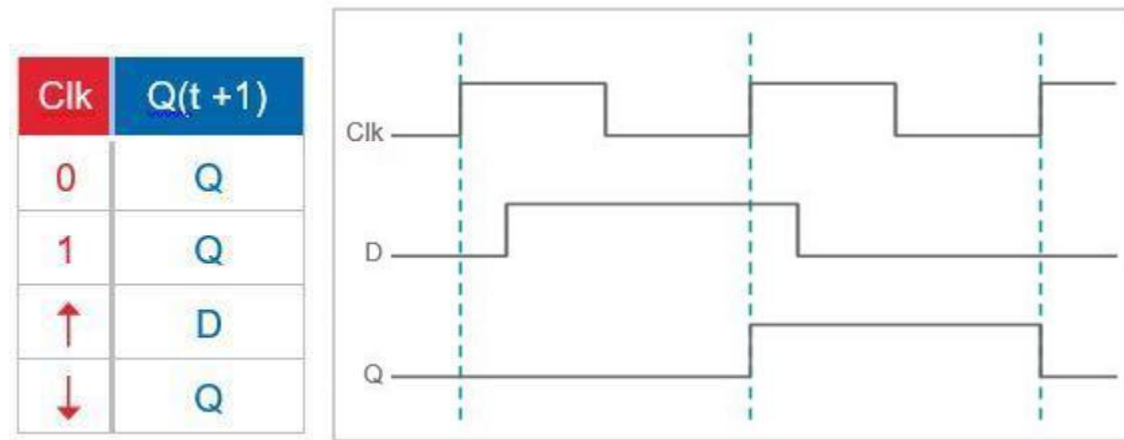 Clk Q(t +1)
0 Q
1 Q
↑ D
↓ Q
Clk
D
Q